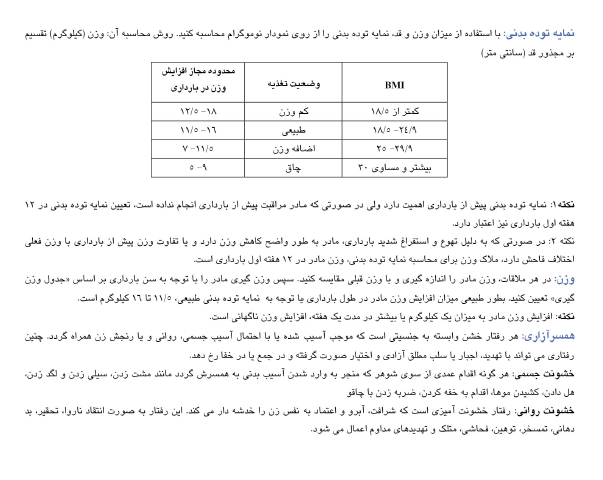 نمایه توده بدنی: با استفاده از میزان وزن و قد، نمایه توده بدنی را از روی نمودار نوموگرام محاسبه کنید. روش محاسبه آن: وزن (کیلوگرم) تقسیم
بر مجذور قد (سانتی متر)
BMI وضعیت تغذیه محدوده مجاز افزایش وزن در بارداری
کمتر از ۱۸/۵ کم وزن ۱۲/۵ -۱۸
۱۸/۵ -۲۴/۹ طبیعی ۱۱/۵ -۱۶
۲۵ -۲۹/۹ اضافه وزن ۷ -۱۱/۵
بیشتر و مساوی ۳۰ چاق ۵ -۹
نکته۱: نمایه توده بدنی پیش از بارداری اهمیت دارد ولی در صورتی که مادر مراقبت پیش از بارداری انجام نداده است، تعیین نمایه توده بدنی در ۱۲
هفته اول بارداری نیز اعتبار دارد.
نکته ۲: در صورتی که به دلیل تهوع و استفراغ شدید بارداری، مادر به طور واضح کاهش وزن دارد و یا تفاوت وزن پیش از بارداری با وزن فعلی
اختلاف فاحش دارد، ملاک وزن برای محاسبه نمایه توده بدنی، وزن مادر در ۱۲ هفته اول بارداری است.
وزن: در هر ملاقات، وزن مادر را اندازه گیری و با وزن قبلی مقایسه کنید. سپس وزن گیری مادر را با توجه به سن بارداری بر اساس «جدول وزن
گیری» تعیین کنید. بطور طبیعی میزان افزایش وزن مادر در طول بارداری با توجه به نمایه توده بدنی طبیعی، ۱۱/۵ تا ۱۶ کیلوگرم است.
نکته: افزایش وزن مادر به میزان یک کیلوگرم یا بیشتر در مدت یک هفته، افزایش وزن ناگهانی است.
همسرآزاری: هر رفتار خشن وابسته به جنسیتی است که موجب آسیب شده یا با احتمال آسیب جسمی، روانی و یا رنجش زن همراه گردد. چنین
رفتاری می تواند با تهدید، اجبار یا سلب مطلق آزادی و اختیار صورت گرفته و در جمع یا در خفا رخ دهد.
خشونت جسمی: هر گونه اقدام عمدی از سوی شوهر که منجر به وارد شدن آسیب بدنی به همسرش گردد مانند مشت زدن، سیلی زدن و لگد زدن،
هل دادن، کشیدن موها، اقدام به خفه کردن، ضربه زدن با چاقو
خشونت روانی: رفتار خشونت آمیزی است که شرافت، آبرو و اعتماد به نفس زن را خدشه دار می کند. این رفتار به صورت انتقاد ناروا، تحقیر، بد
دهانی، تمسخر، توهین، فحاشی، متلک و تهدیدهای مداوم اعمال می شود.